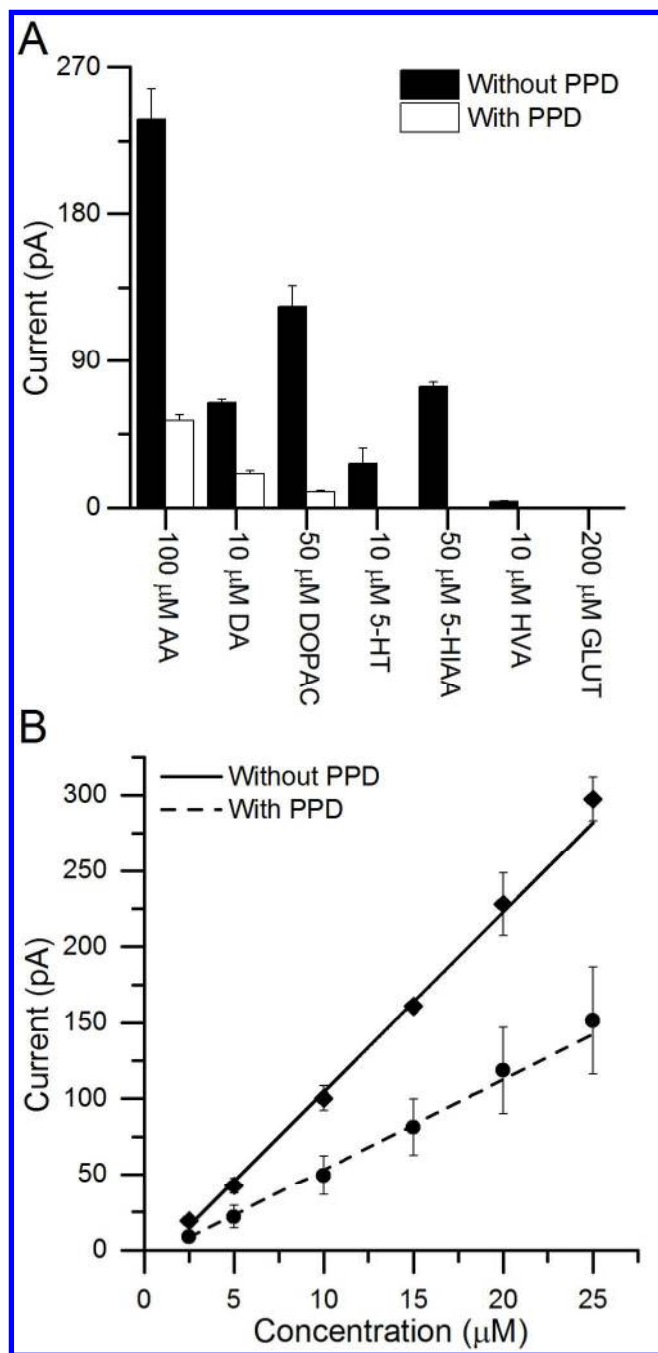 A
270
180
90
0
Current (pA)
Without PPD
With PPD
100 μM AA
10 μM DA
50 μM DOPAC
10 μM 5-HT
50 μM 5-HIAA
10 μM HVA
200 μM GLUT
B
Without PPD
With PPD
300
250
200
150
100
50
0
Current (pA)
0 5 10 15 20 25
Concentration (μM)